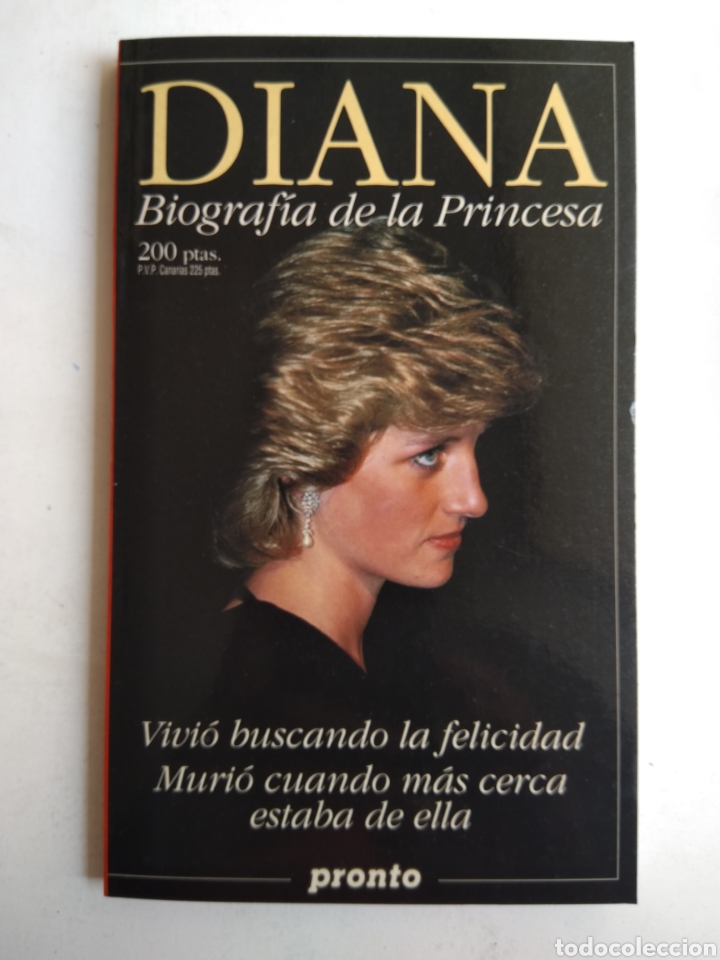 DIANA
Biografía de la Princesa
200 ptas.
P.V.P. Canarias 225 ptas.
Vivió buscando la felicidad
Murió cuando más cerca
estaba de ella
pronto
todocoleccion